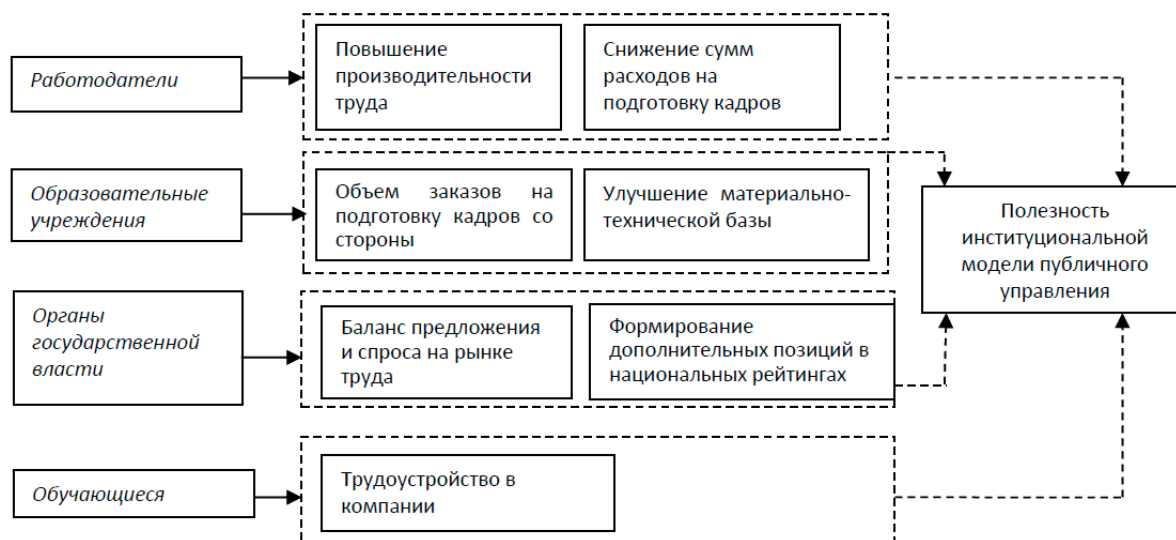 Работодатели
Повышение
производительности
труда
Снижение сумм
расходов на
подготовку кадров
Образовательные
учреждения
Объем заказов на
подготовку кадров со
стороны
Улучшение материально-
технической базы
Полезность
институциональной
модели публичного
управления
Органы
государственной
власти
Баланс предложения
и спроса на рынке
труда
Формирование
дополнительных позиций в
национальных рейтингах
Обучающиеся
Трудоустройство в
компании